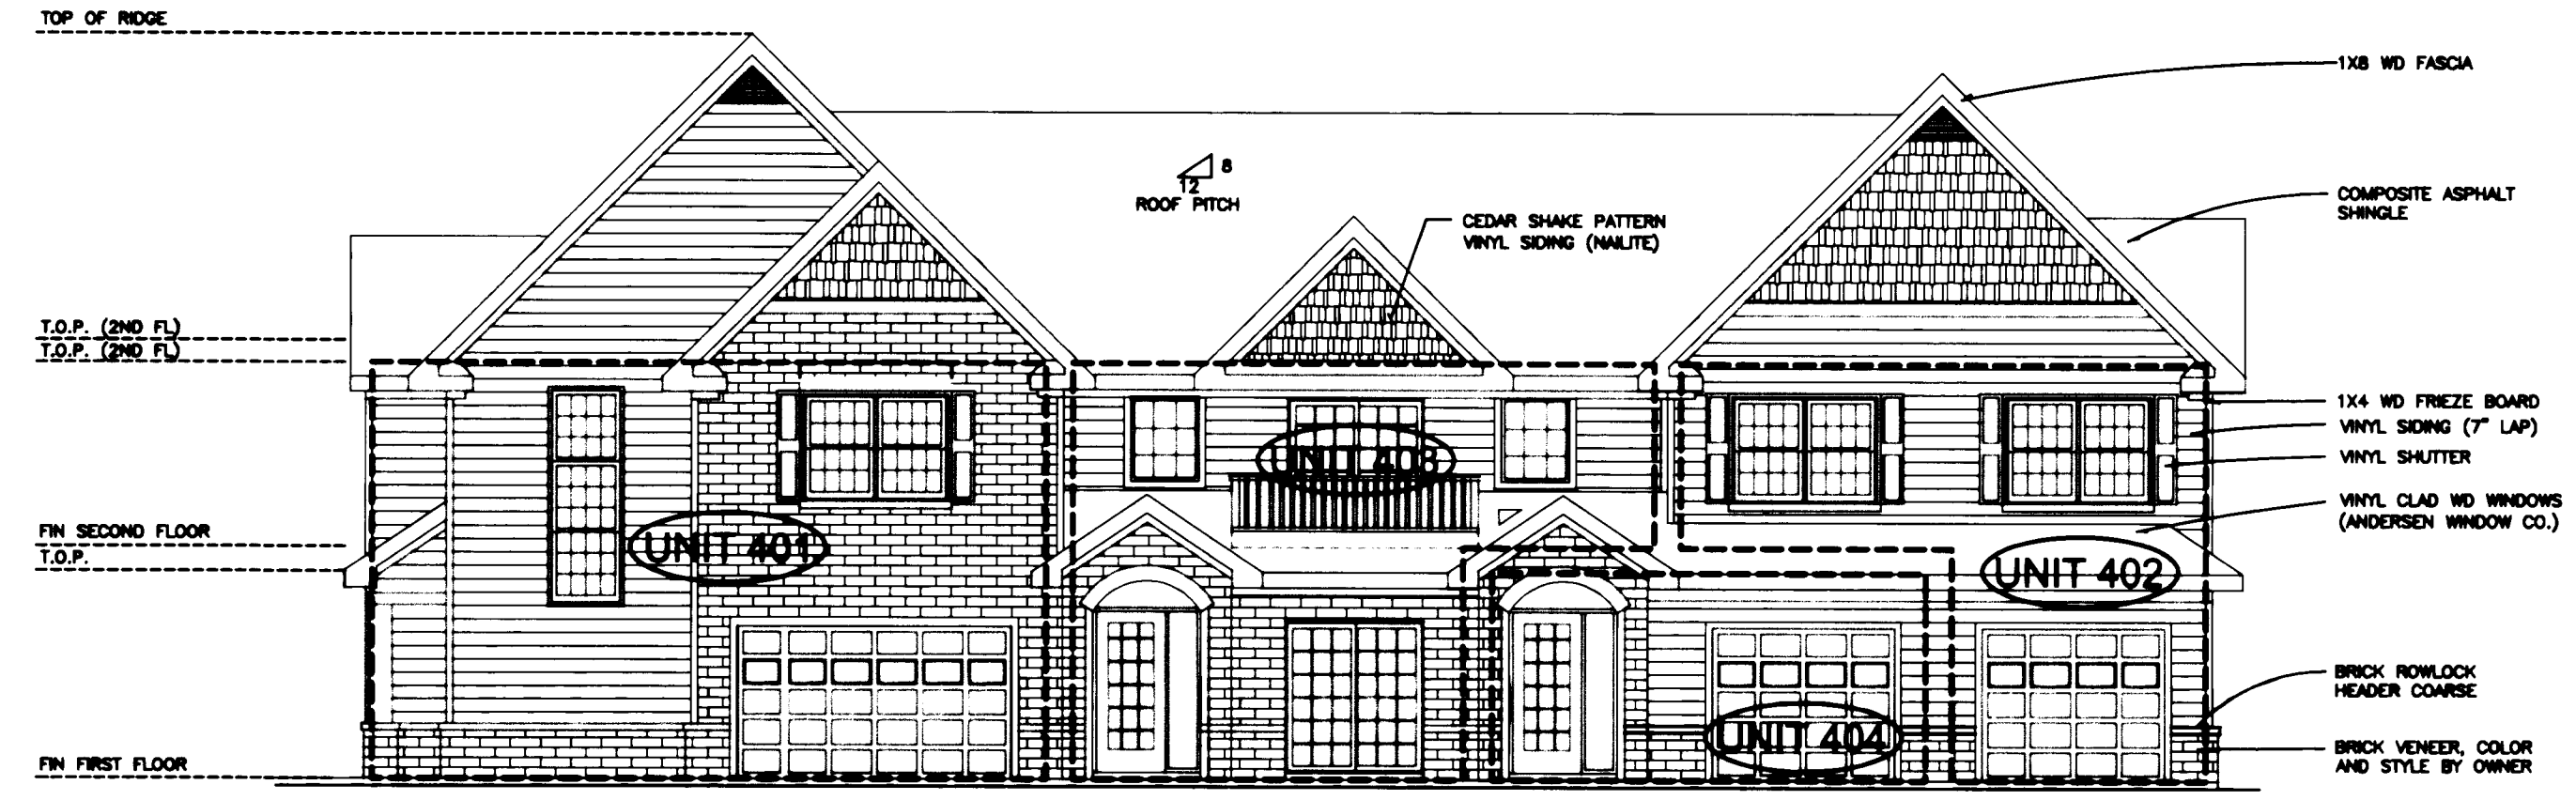 TOP OF RIDGE
T.O.P. (2ND FL)
T.O.P. (2ND FL)
FIN SECOND FLOOR
T.O.P.
FIN FIRST FLOOR
8
12
ROOF PITCH
CEDAR SHAKE PATTERN
VINYL SIDING (NAILITE)
UNIT 401
UNIT 403
UNIT 404
UNIT 402
1X8 WD FASCIA
COMPOSITE ASPHALT
SHINGLE
1X4 WD FRIEZE BOARD
VINYL SIDING (7" LAP)
VINYL SHUTTER
VINYL CLAD WD WINDOWS
(ANDERSEN WINDOW CO.)
BRICK ROWLOCK
HEADER COARSE
BRICK VENEER, COLOR
AND STYLE BY OWNER